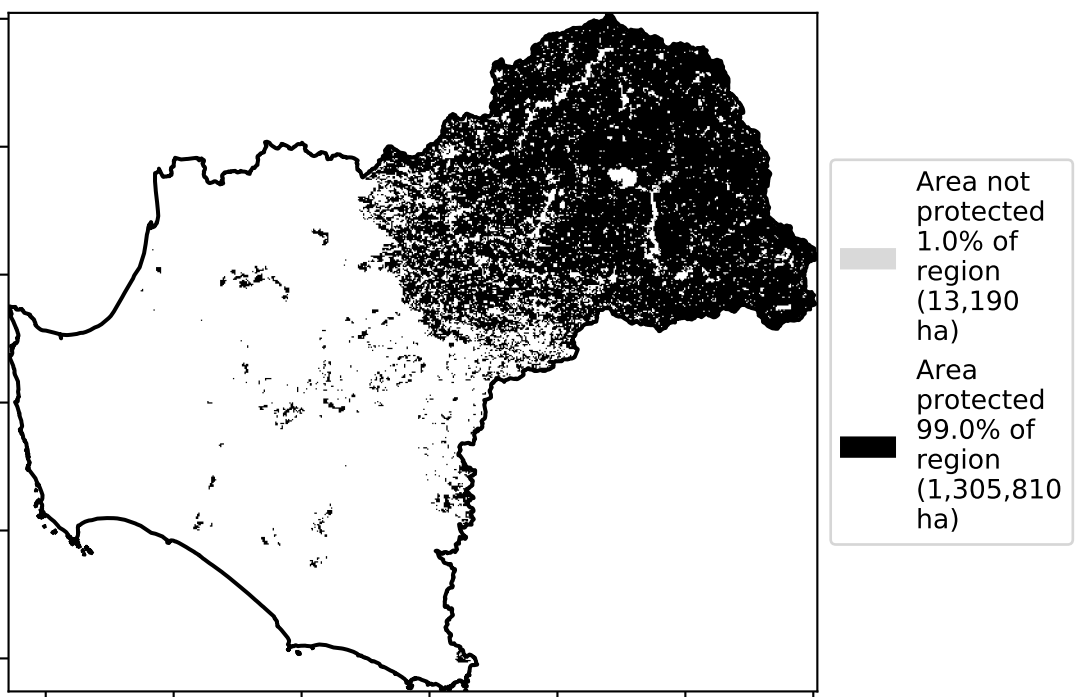 Area not
protected
1.0% of
region
(13,190
ha)
Area
protected
99.0% of
region
(1,305,810
ha)